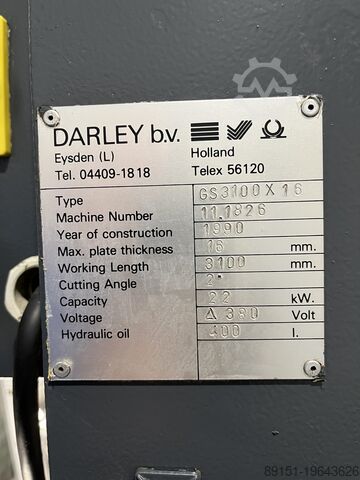 DARLEY b.v.
Eysden (L) Holland
Tel. 04409-1818 Telex 56120
Type GS3100X16
Machine Number 11.1826
Year of construction 1990
Max. plate thickness 16 mm.
Working Length 3100 mm.
Cutting Angle 2°
Capacity 22 kW.
Voltage Δ 380 Volt
Hydraulic oil 400 l.
89151-19643626